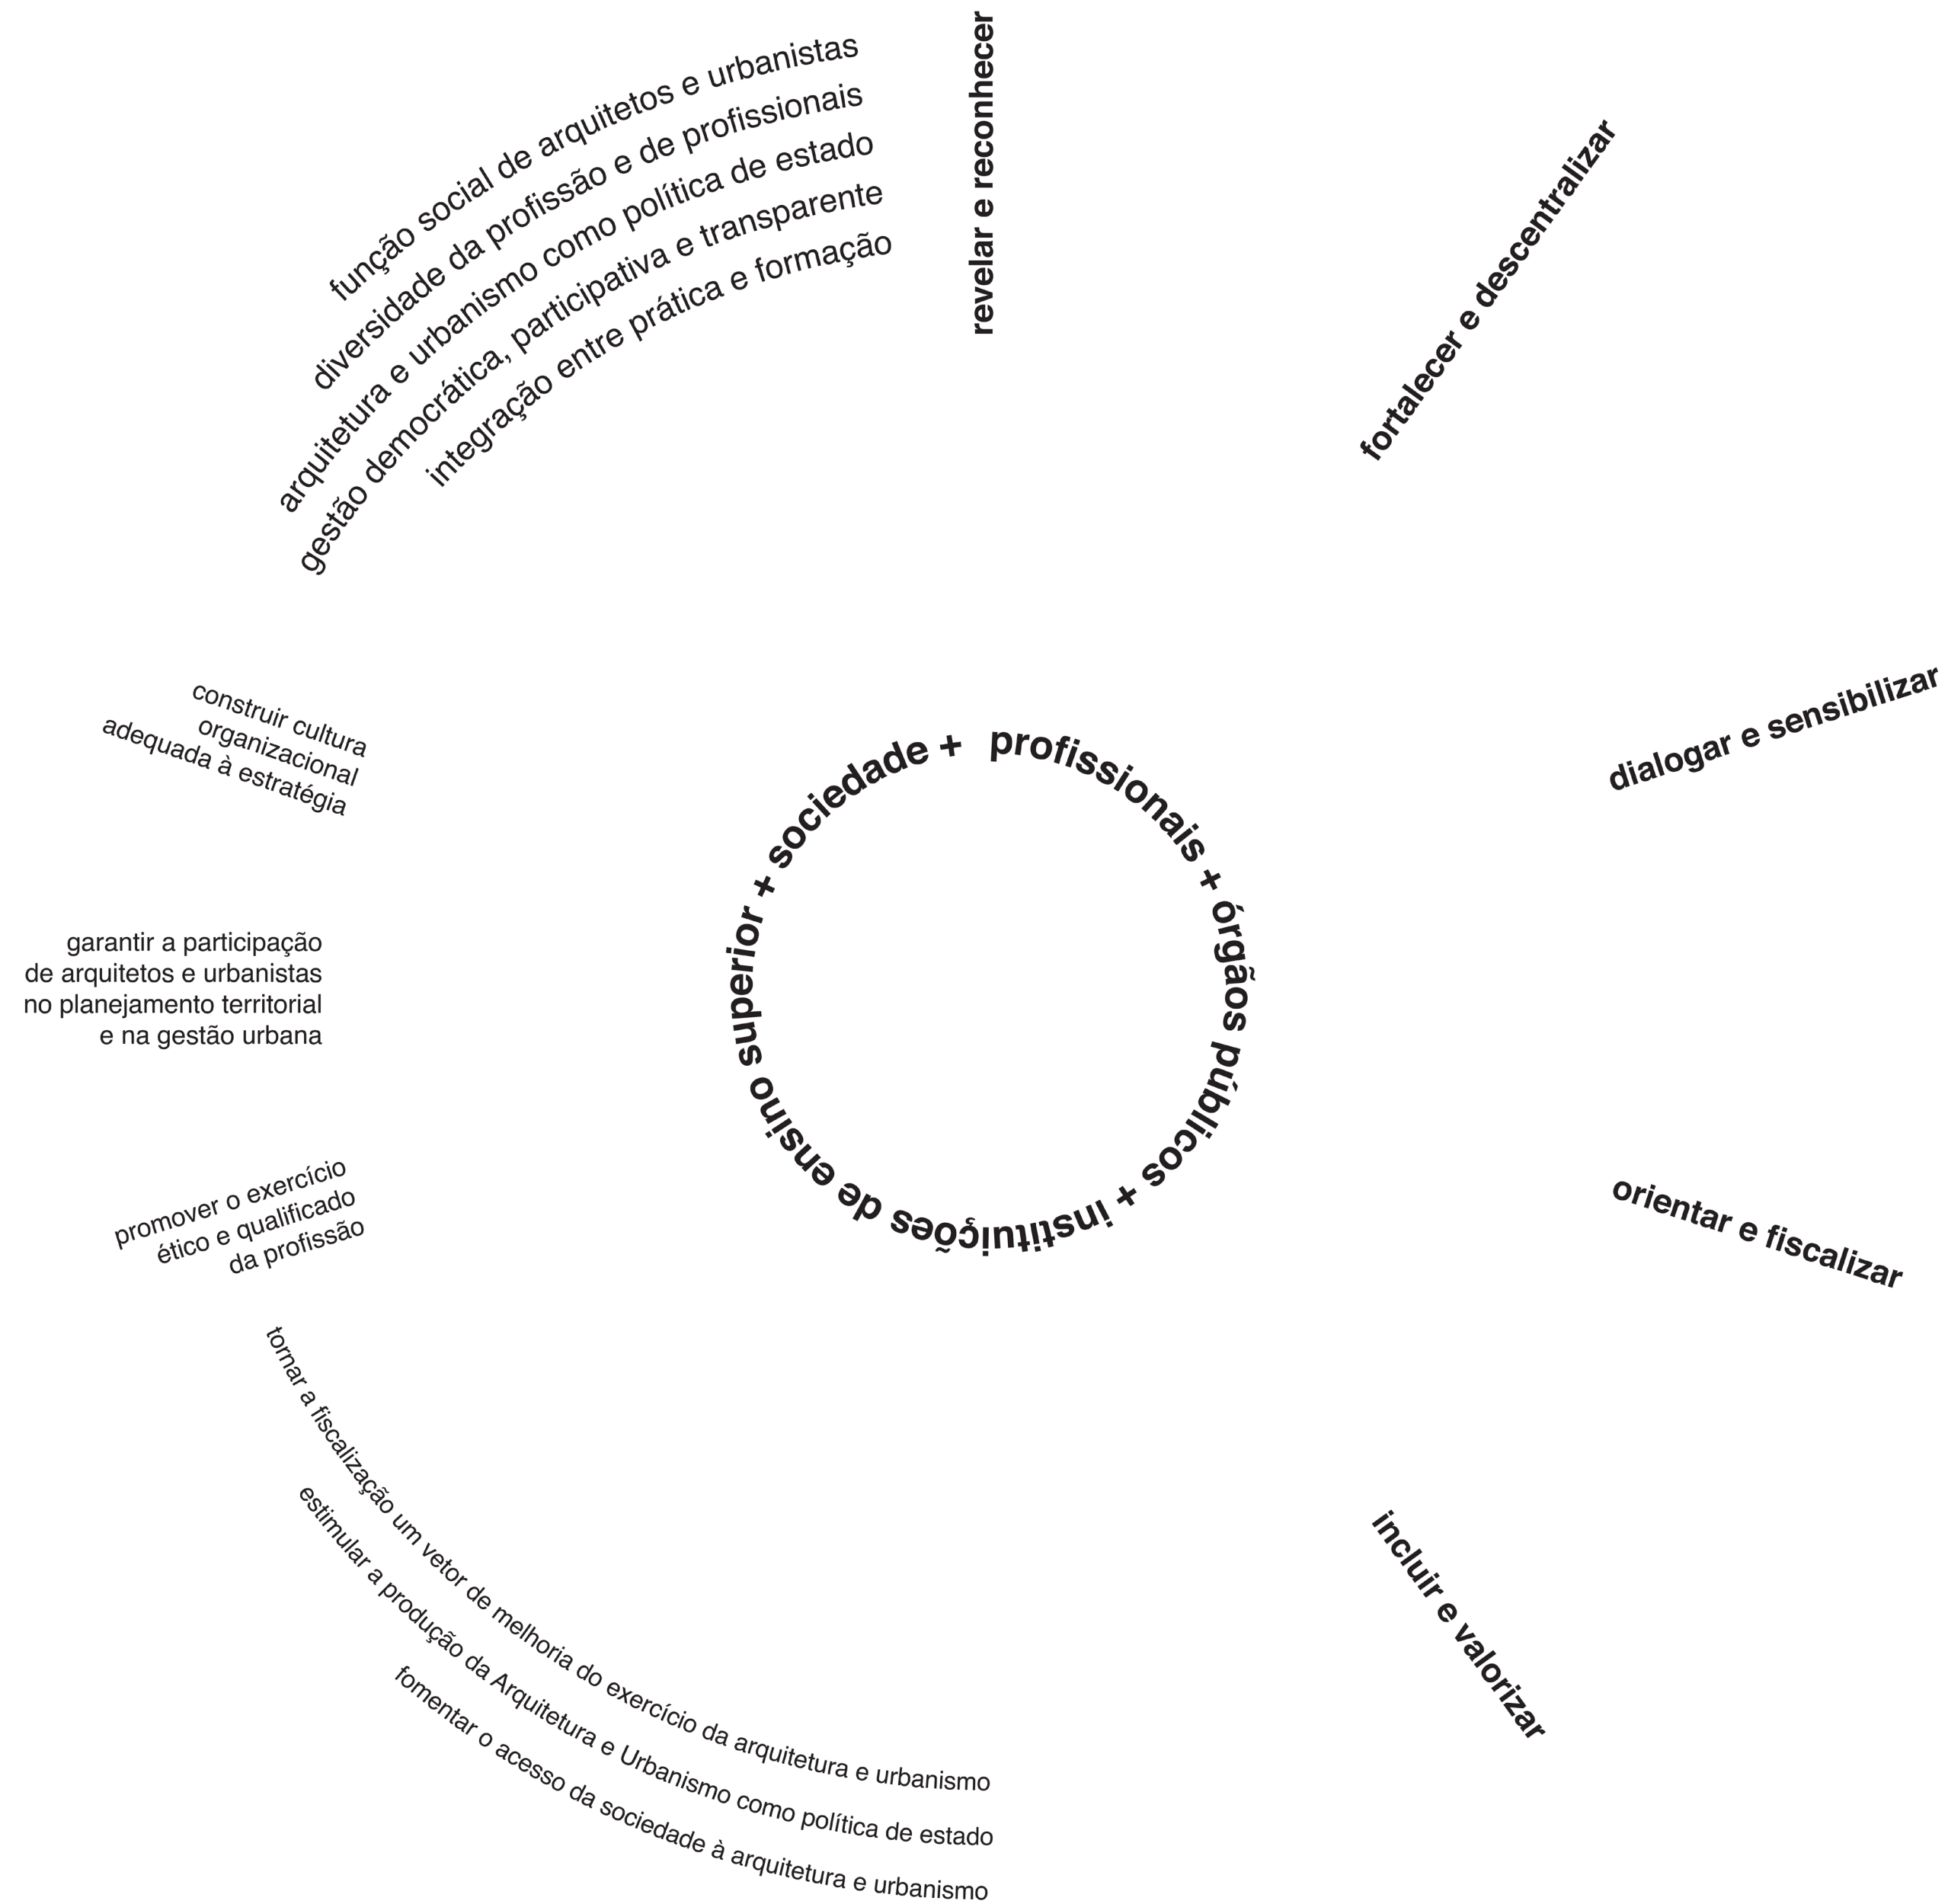 função social de arquitetos e urbanistas
diversidade da profissão e de profissionais
arquitetura e urbanismo como política de estado
gestão democrática, participativa e transparente
integração entre prática e formação
revelar e reconhecer
fortalecer e descentralizar
dialogar e sensibilizar
orientar e fiscalizar
incluir e valorizar
profissionais + órgãos públicos + instituições de ensino superior + sociedade +
construir cultura
organizacional
adequada à estratégia
garantir a participação
de arquitetos e urbanistas
no planejamento territorial
e na gestão urbana
promover o exercício
ético e qualificado
da profissão
tornar a fiscalização um vetor de melhoria do exercício da arquitetura e urbanismo
estimular a produção da Arquitetura e Urbanismo como política de estado
fomentar o acesso da sociedade à arquitetura e urbanismo